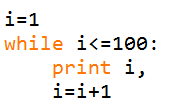 i=1
while i<=100:
    print i,
    i=i+1